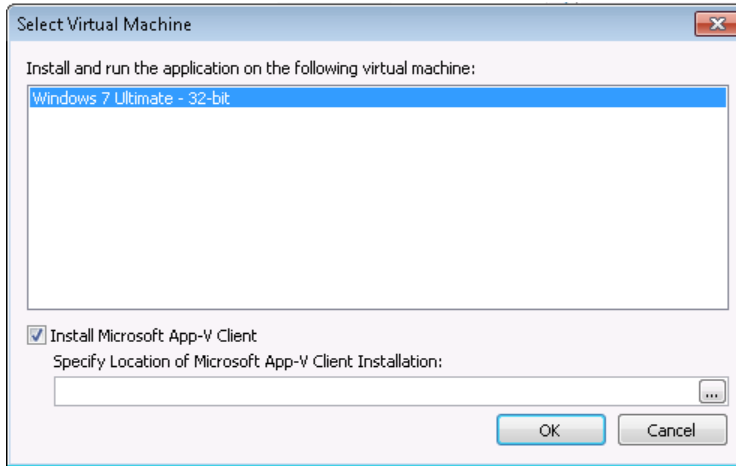 Select Virtual Machine
Install and run the application on the following virtual machine:
Windows 7 Ultimate - 32-bit
Install Microsoft App-V Client
Specify Location of Microsoft App-V Client Installation:
...
OK Cancel